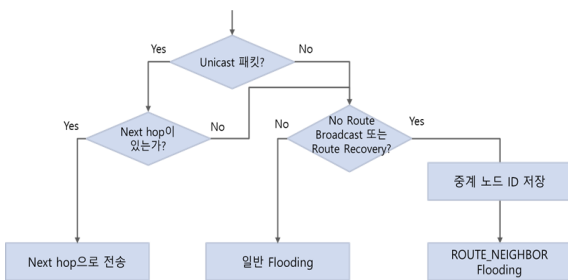 Yes
No
Unicast 패킷?
Yes
Next hop이
있는가?
No
No
No Route
Broadcast 또는
Route Recovery?
Yes
중계 노드 ID 저장
Next hop으로 전송
일반 Flooding
ROUTE_NEIGHBOR
Flooding